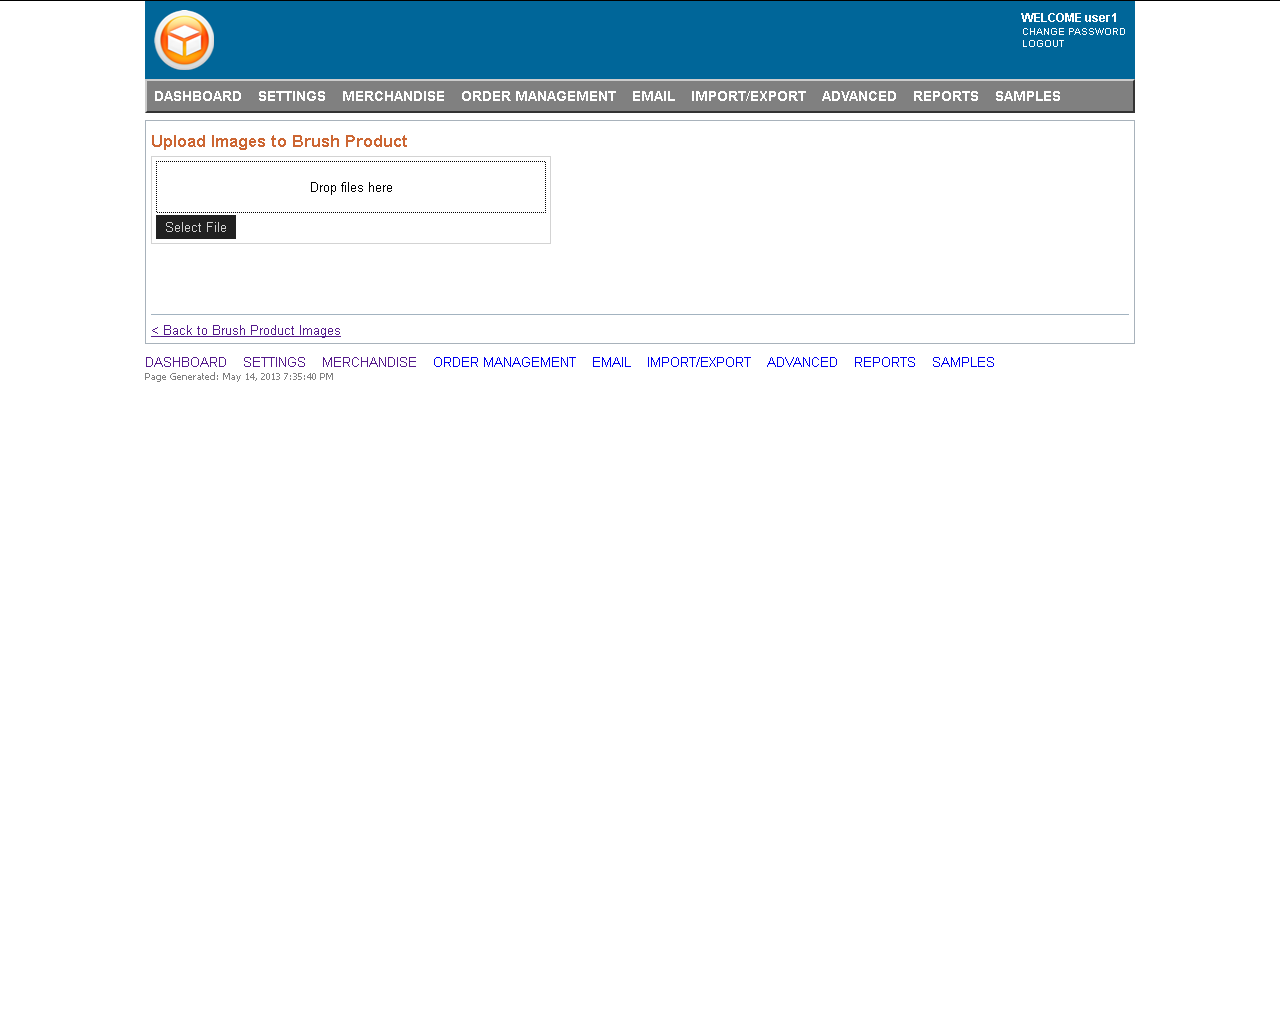 WELCOME user1
CHANGE PASSWORD
LOGOUT
DASHBOARD SETTINGS MERCHANDISE ORDER MANAGEMENT EMAIL IMPORT/EXPORT ADVANCED REPORTS SAMPLES
Upload Images to Brush Product
Drop files here
Select File
< Back to Brush Product Images
DASHBOARD SETTINGS MERCHANDISE ORDER MANAGEMENT EMAIL IMPORT/EXPORT ADVANCED REPORTS SAMPLES
Page Generated: May 14, 2013 7:35:40 PM